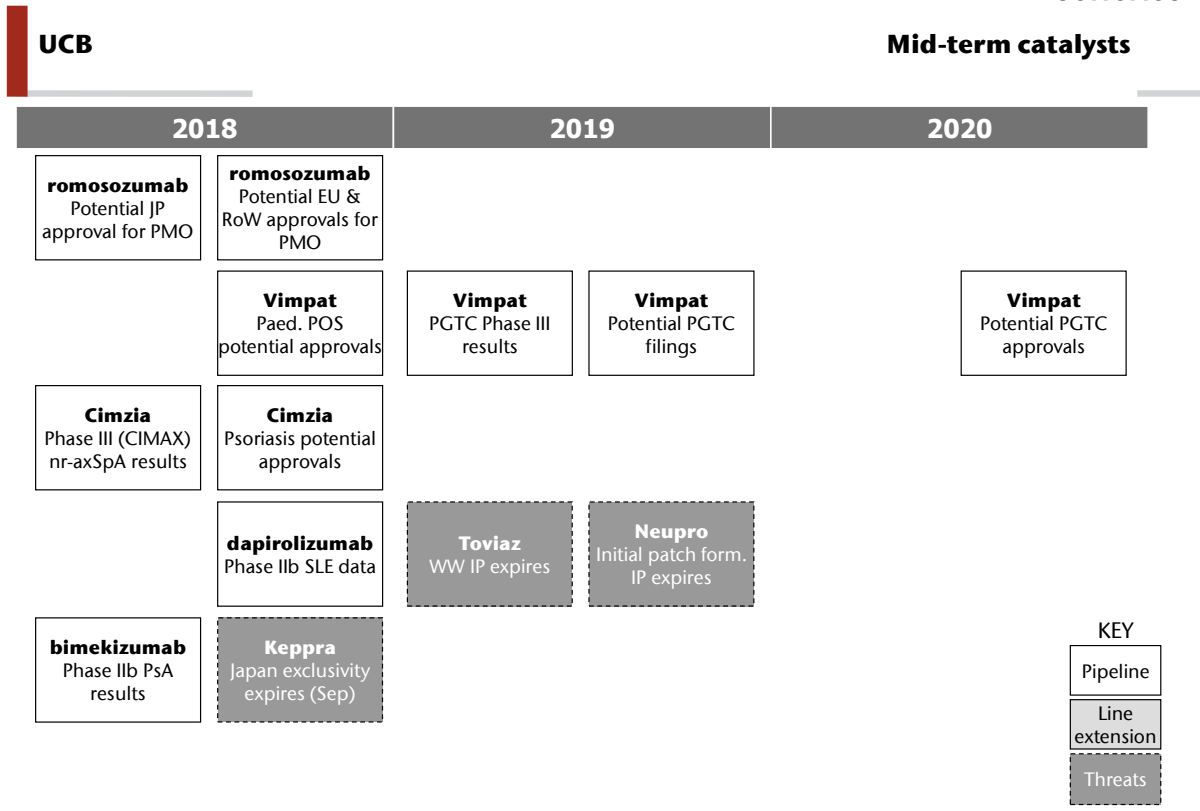 UCB
Mid-term catalysts
2018
2019
2020
romosozumab
Potential JP
approval for PMO
romosozumab
Potential EU &
RoW approvals for
PMO
Vimpat
Paed. POS
potential approvals
Vimpat
PGTC Phase III
results
Vimpat
Potential PGTC
filings
Vimpat
Potential PGTC
approvals
Cimzia
Phase III (CIMAX)
nr-axSpA results
Cimzia
Psoriasis potential
approvals
dapirolizumab
Phase IIb SLE data
Toviaz
WW IP expires
Neupro
Initial patch form.
IP expires
bimekizumab
Phase IIb PsA
results
Keppra
Japan exclusivity
expires (Sep)
KEY
Pipeline
Line
extension
Threats